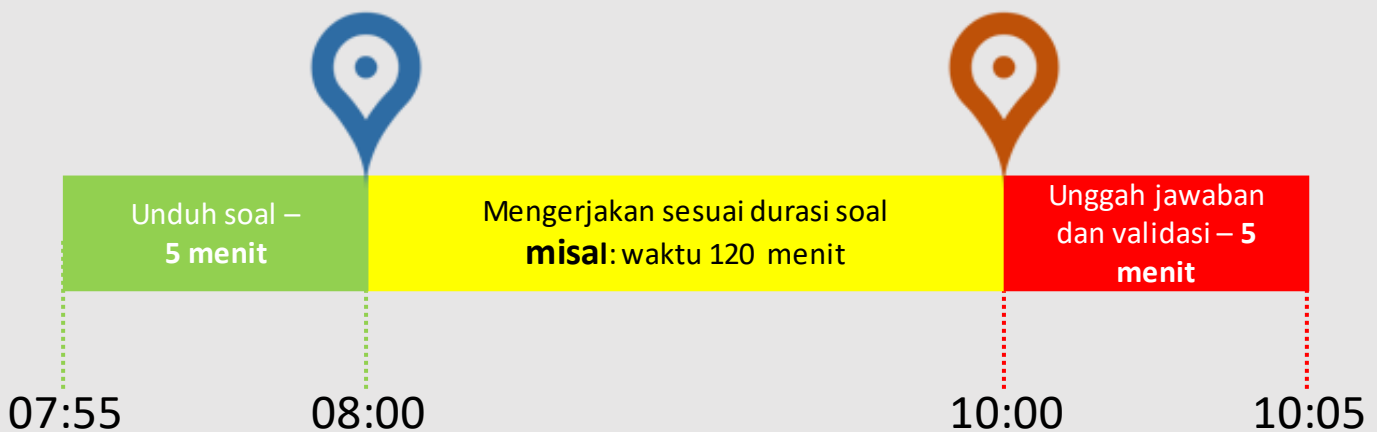 Unduh soal –
5 menit
Mengerjakan sesuai durasi soal
misal: waktu 120 menit
Unggah jawaban
dan validasi – 5
menit
07:55
08:00
10:00
10:05